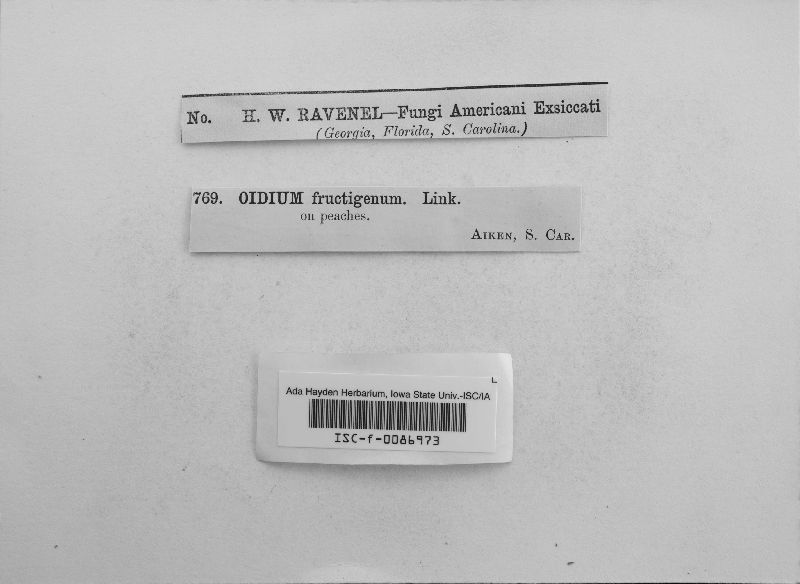 No. H. W. RAVENEL—Fungi Americani Exsiccati
(Georgia, Florida, S. Carolina.)
769. OIDIUM fructigenum. Link.
on peaches.
AIKEN, S. CAR.
Ada Hayden Herbarium, Iowa State Univ.-ISC/IA
ISC-f-0086973